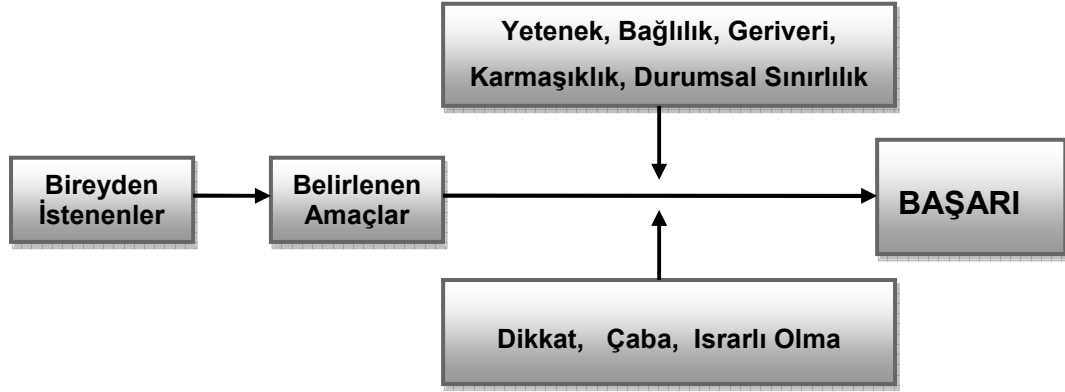 Yetenek, Bağlılık, Geriveri,
Karmaşıklık, Durumsal Sınırlılık
Bireyden
İstenenler
Belirlenen
Amaçlar
BAŞARI
Dikkat, Çaba, Israrlı Olma